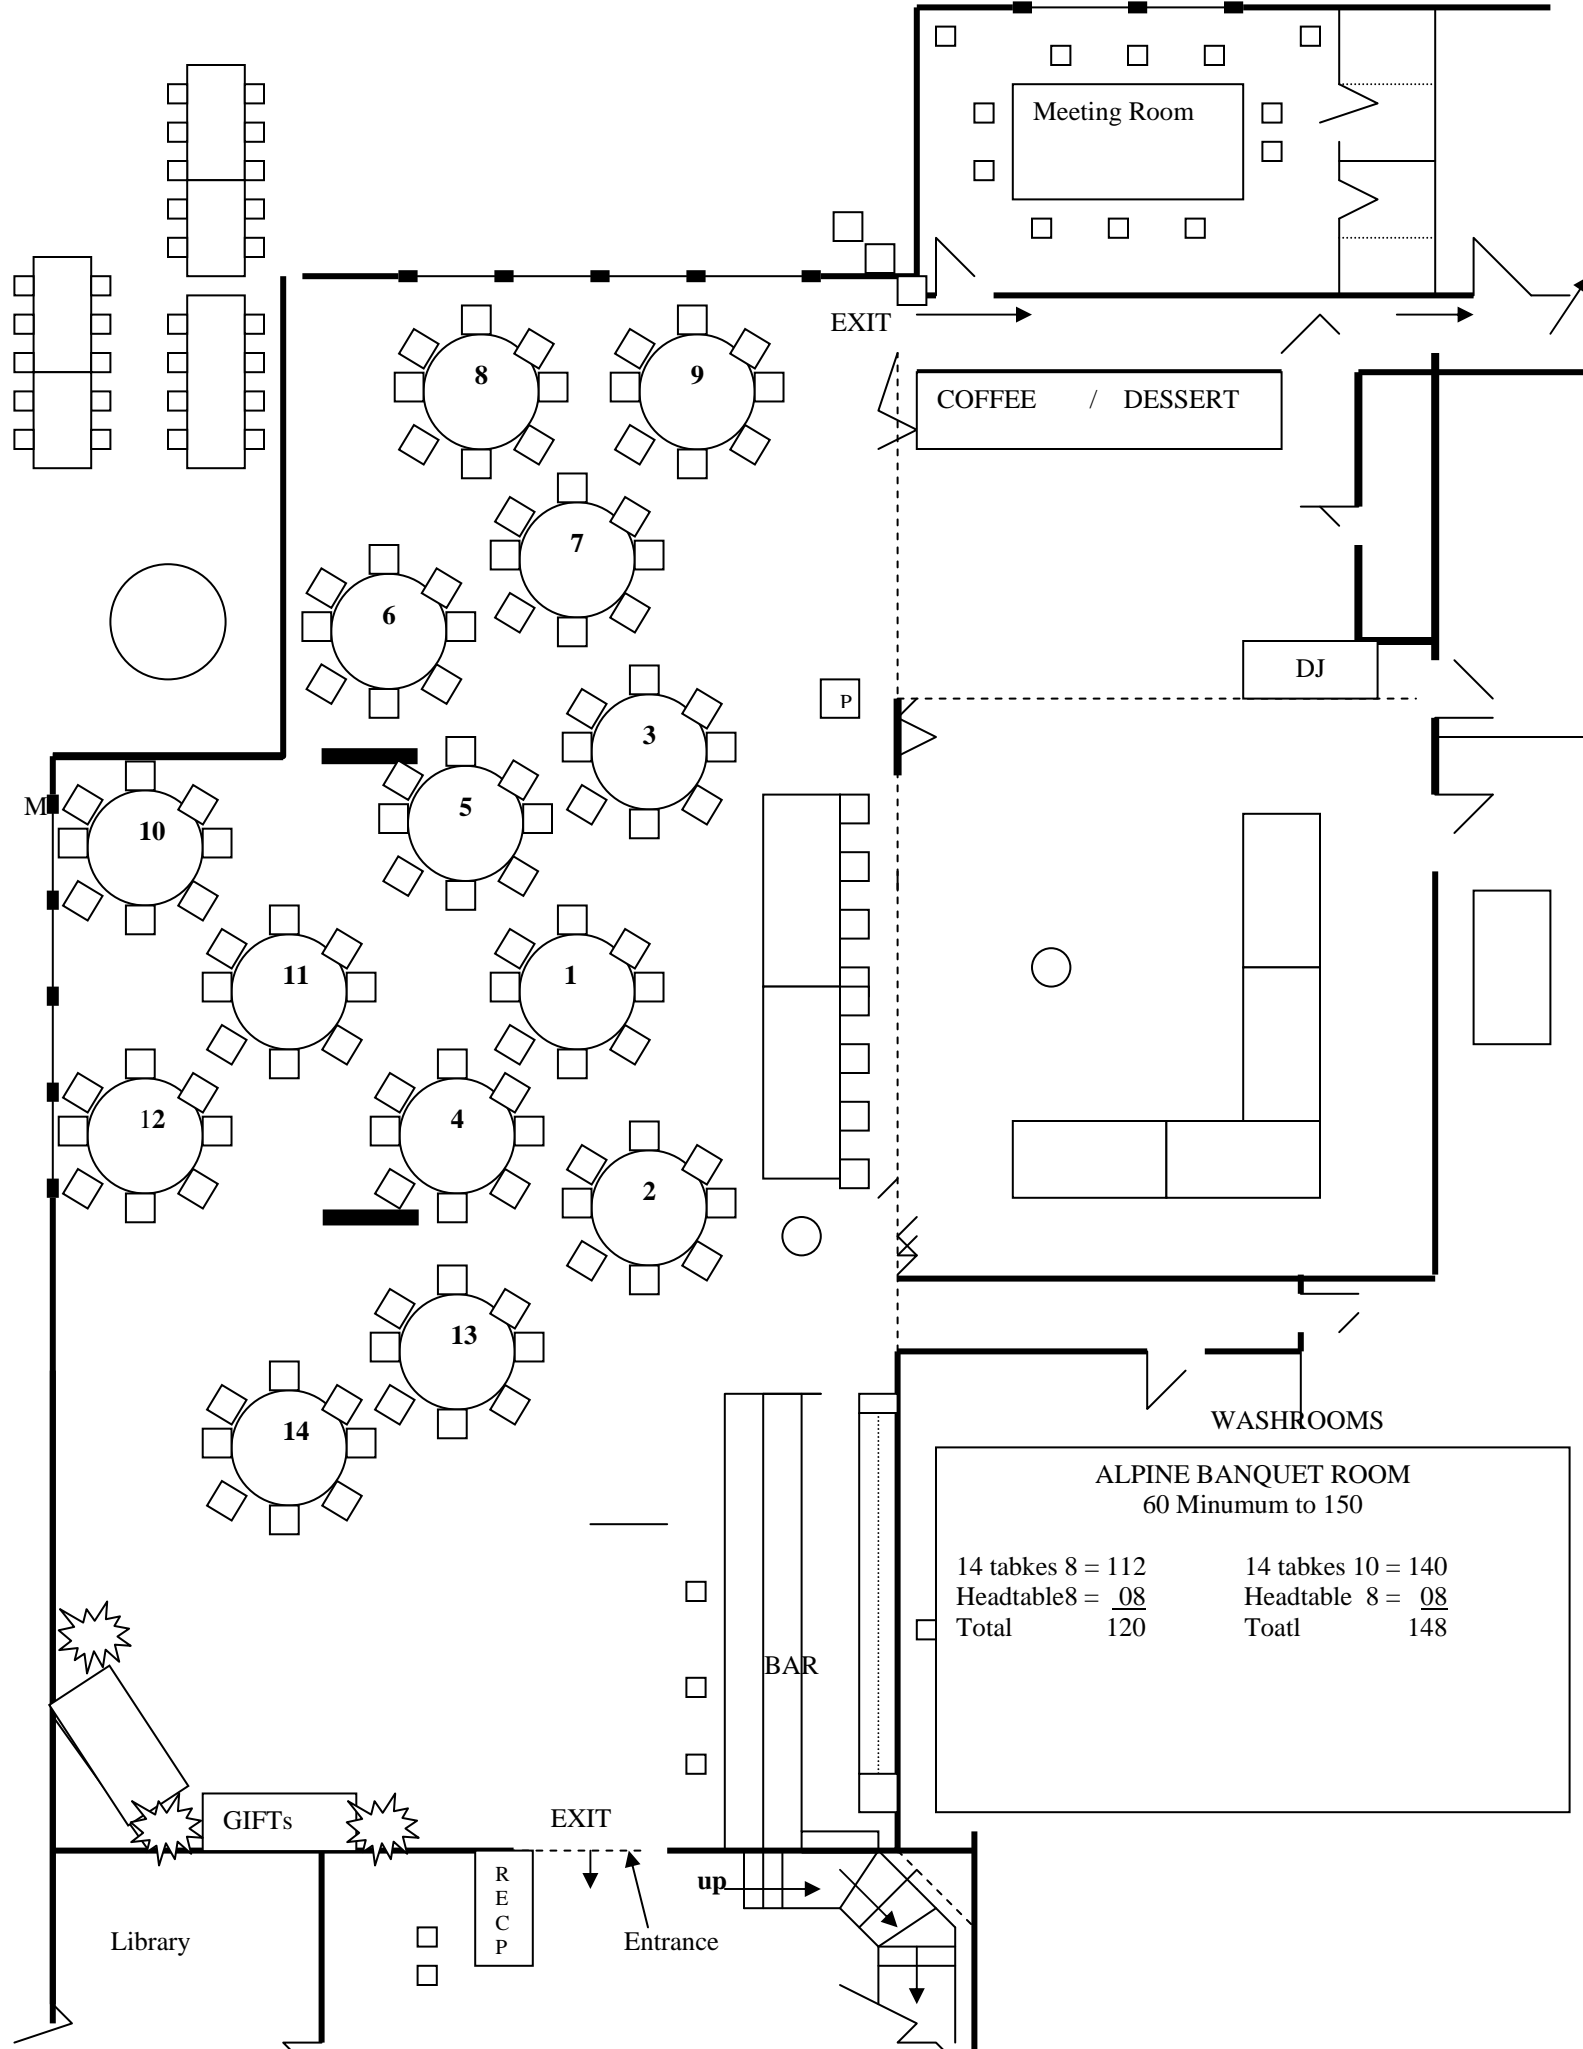 Meeting Room
EXIT
8
9
COFFEE / DESSERT
7
6
DJ
P
3
M
5
10
11
1
12
4
2
13
14
WASHROOMS
ALPINE BANQUET ROOM
60 Minumum to 150
14 tabkes 8 = 112 14 tabkes 10 = 140
Headtable8 = 08 Headtable 8 = 08
Total 120 Toatl 148
BAR
GIFTs
EXIT
R
E
C
P
up
Library
Entrance